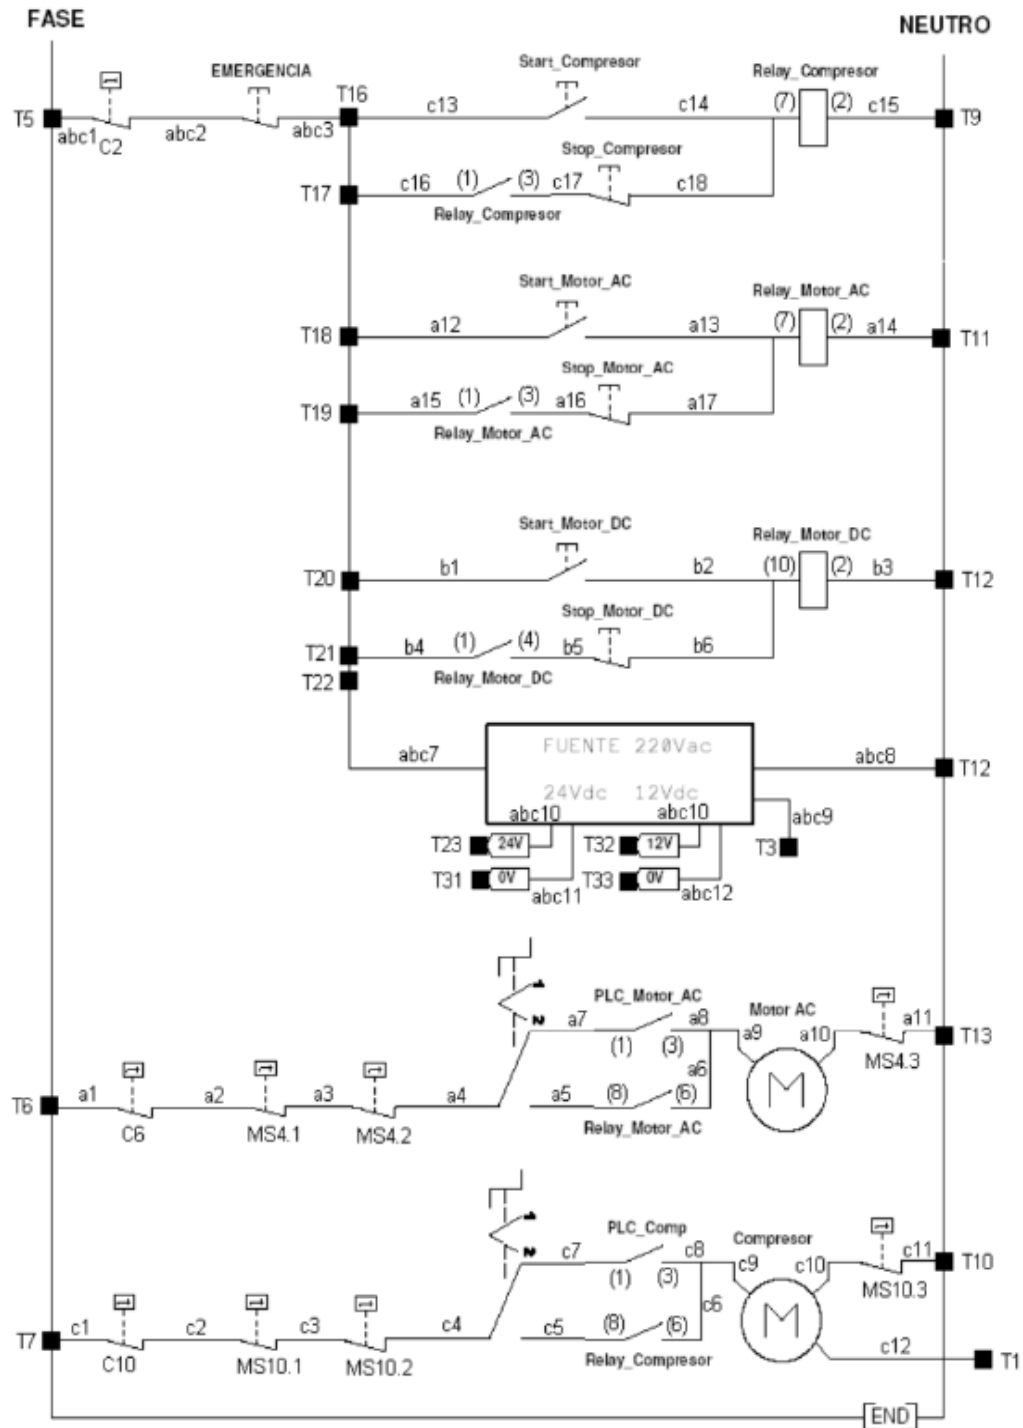 FASE
NEUTRO
EMERGENCIA
T5
abc1
C2
abc2
abc3
T16
c13
Start_Compresor
c14
Relay_Compresor
(7)
(2)
c15
T9
T17
c16
(1)
(3)
c17
Stop_Compresor
c18
Relay_Compresor
Start_Motor_AC
Relay_Motor_AC
T18
a12
a13
(7)
(2)
a14
T11
Stop_Motor_AC
T19
a15
(1)
(3)
a16
a17
Relay_Motor_AC
Start_Motor_DC
Relay_Motor_DC
T20
b1
b2
(10)
(2)
b3
T12
Stop_Motor_DC
T21
b4
(1)
(4)
b5
b6
T22
Relay_Motor_DC
abc7
FUENTE 220Vac
24Vdc 12Vdc
abc8
T12
abc10
abc10
abc9
T23
24V
T32
12V
T3
T31
0V
abc11
T33
0V
abc12
1
2
PLC_Motor_AC
Motor AC
a7
(1)
(3)
a8
a9
a10
a11
T13
MS4.3
M
a6
T6
a1
C6
a2
MS4.1
a3
MS4.2
a4
a5
(8)
(6)
Relay_Motor_AC
1
2
PLC_Comp
Compresor
c7
(1)
(3)
c8
c9
c10
c11
T10
MS10.3
M
c6
T7
c1
C10
c2
MS10.1
c3
MS10.2
c4
c5
(8)
(6)
Relay_Compresor
c12
T1
[END]